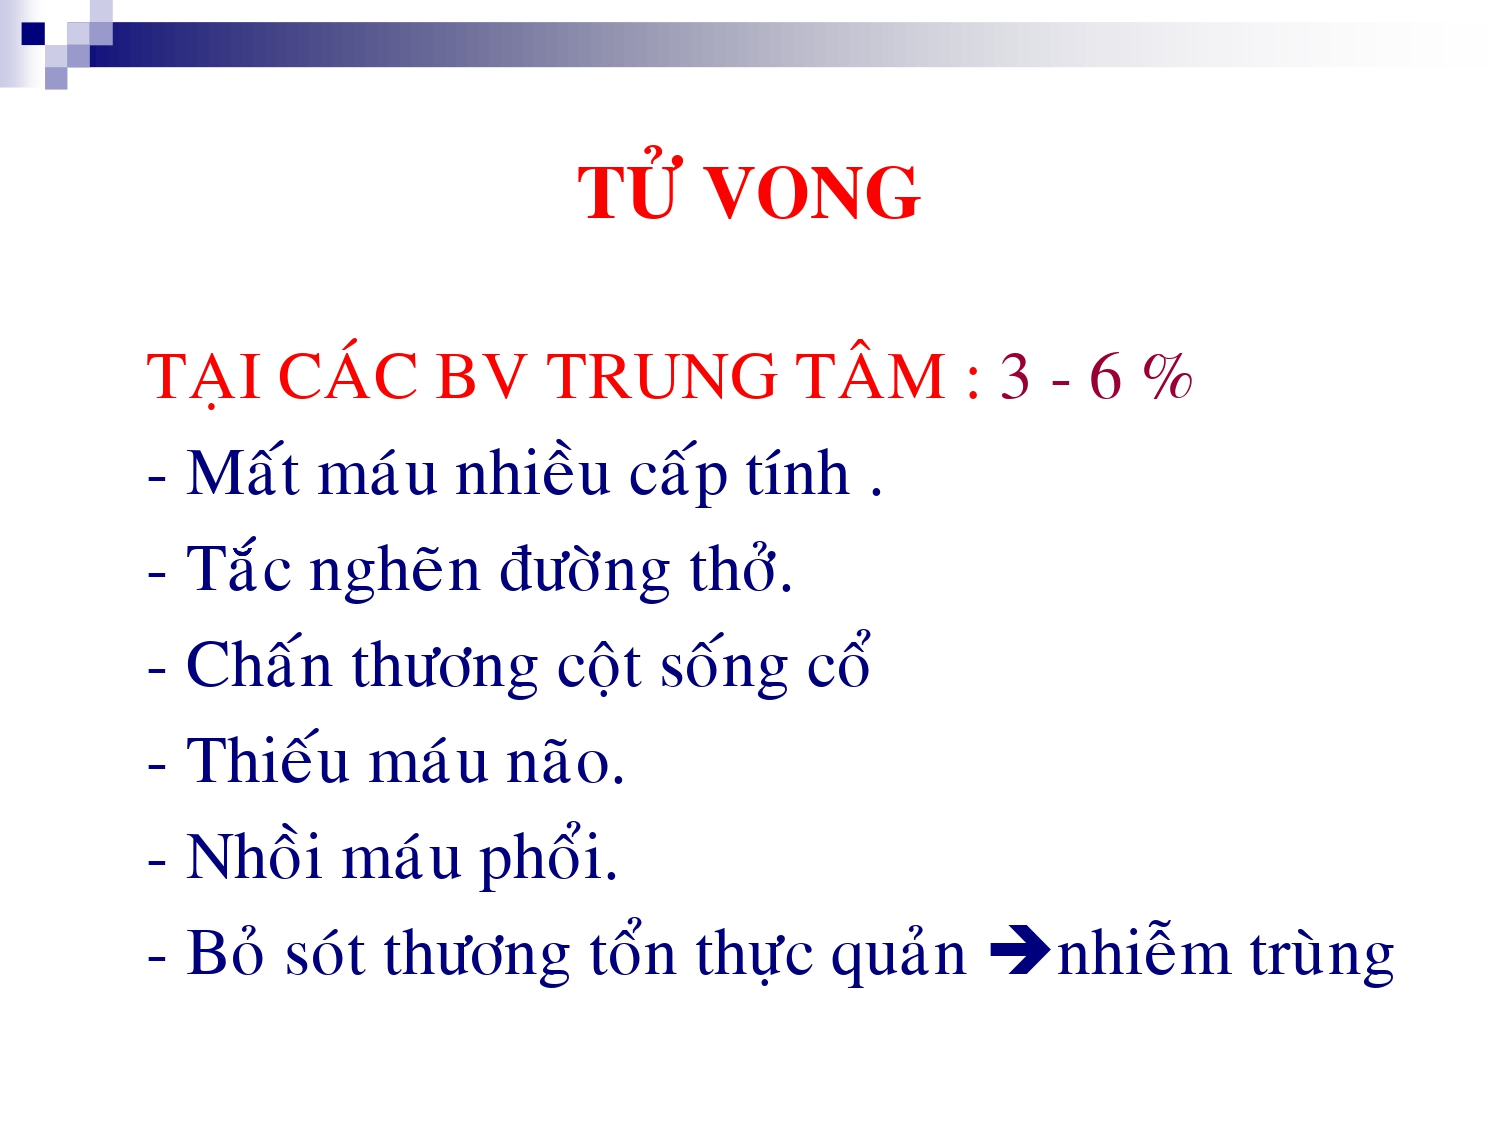 TỬ VONG
TẠI CÁC BV TRUNG TÂM : 3 - 6 %
- Mất máu nhiều cấp tính .
- Tắc nghẽn đường thở.
- Chấn thương cột sống cổ
- Thiếu máu não.
- Nhồi máu phổi.
- Bỏ sót thương tổn thực quản ➔nhiễm trùng